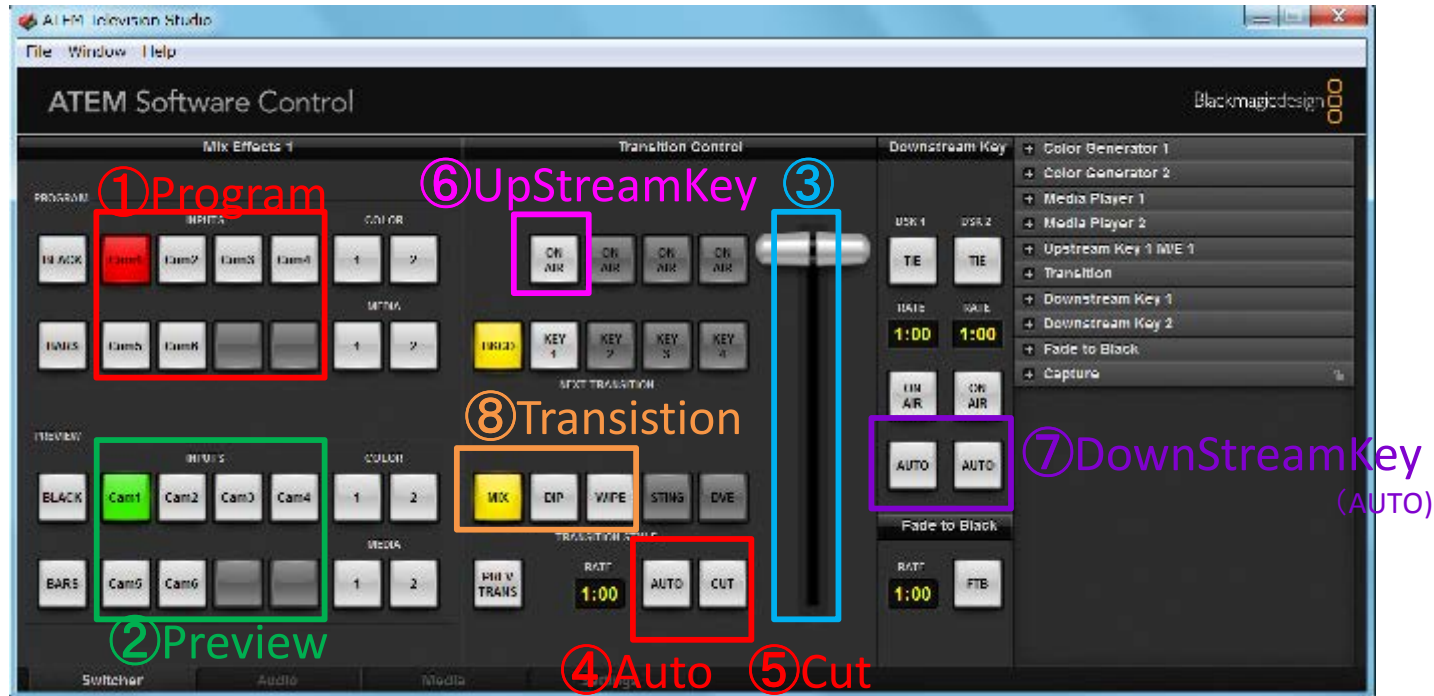 ATEM Television Studio
File Window Help
ATEM Software Control
Blackmagicdesign
Mix Effects 1
Transition Control
Downstream Key
①Program
⑥UpStreamKey
③
PROGRAM
INPUTS
COLOR
BLACK Cam1 Cam2 Cam3 Cam4 1 2
MEDIA
BARS Cam5 Cam6 1 2
PREVIEW
INPUTS
COLOR
BLACK Cam1 Cam2 Cam3 Cam4 1 2
MEDIA
BARS Cam5 Cam6 1 2
②Preview
ON AIR ON AIR ON AIR ON AIR
BKGD KEY 1 KEY 2 KEY 3 KEY 4
NEXT TRANSITION
⑧Transistion
MIX DIP WIPE STING DVE
TRANSITION STYLE
PREV TRANS
RATE
1:00
AUTO CUT
④Auto ⑤Cut
DSK 1 DSK 2
TIE TIE
RATE RATE
1:00 1:00
ON AIR ON AIR
AUTO AUTO
⑦DownStreamKey
（AUTO)
Fade to Black
RATE
1:00 FTB
+ Color Generator 1
+ Color Generator 2
+ Media Player 1
+ Media Player 2
+ Upstream Key 1 M/E 1
+ Transition
+ Downstream Key 1
+ Downstream Key 2
+ Fade to Black
+ Capture
Switcher Audio Media